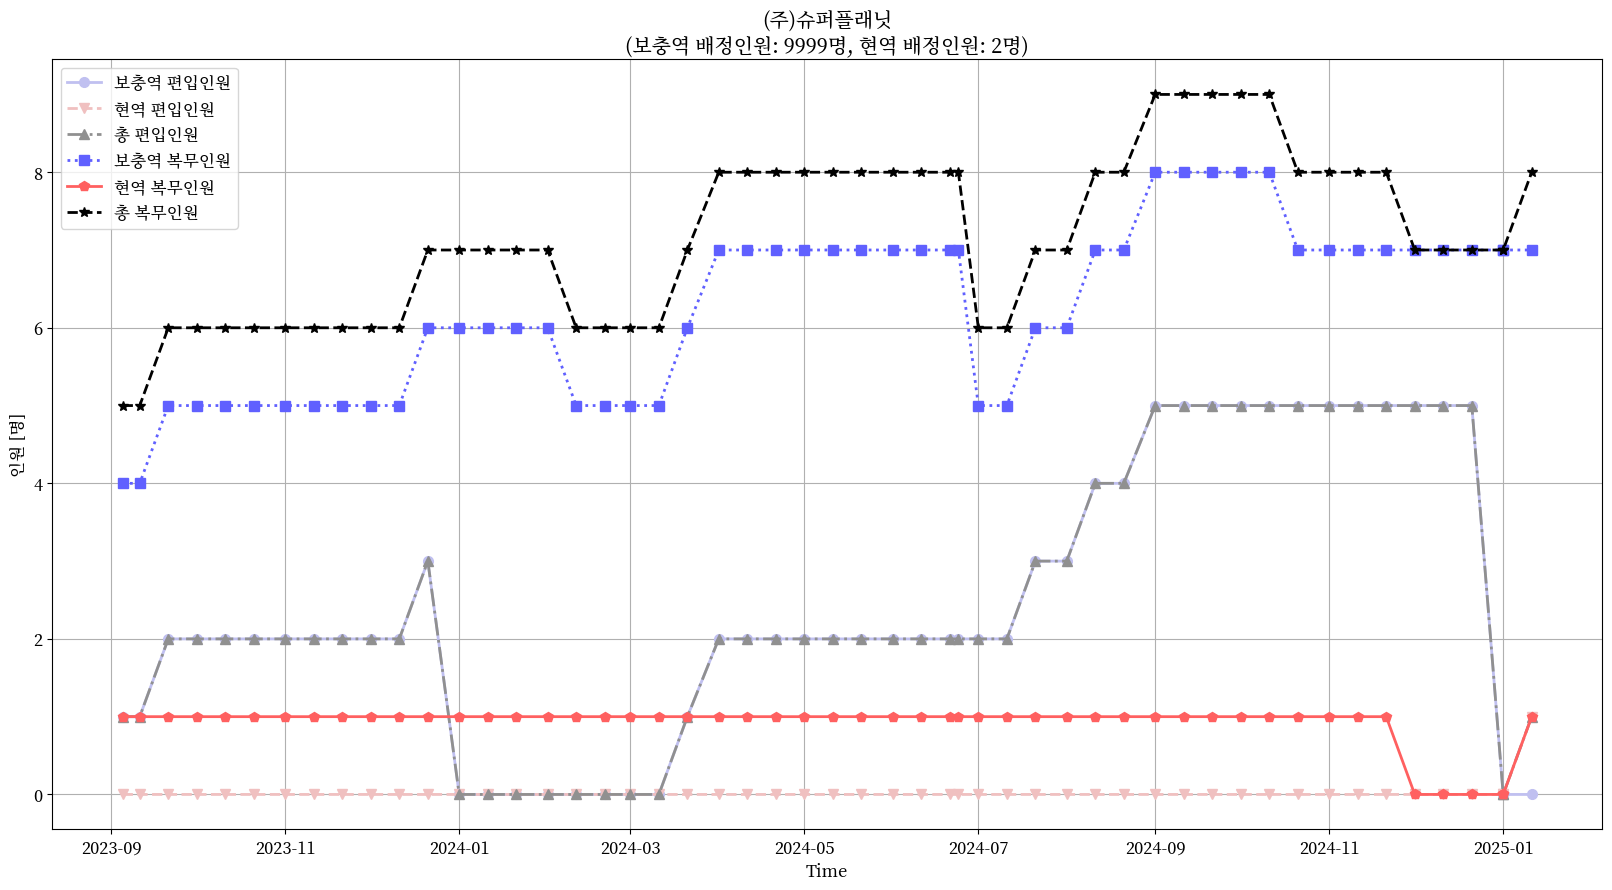 (주)슈퍼플래닛
(보충역 배정인원: 9999명, 현역 배정인원: 2명)
보충역 편입인원
현역 편입인원
총 편입인원
보충역 복무인원
현역 복무인원
총 복무인원
인원 [명]
8
6
4
2
0
2023-09
2023-11
2024-01
2024-03
2024-05
2024-07
2024-09
2024-11
2025-01
Time